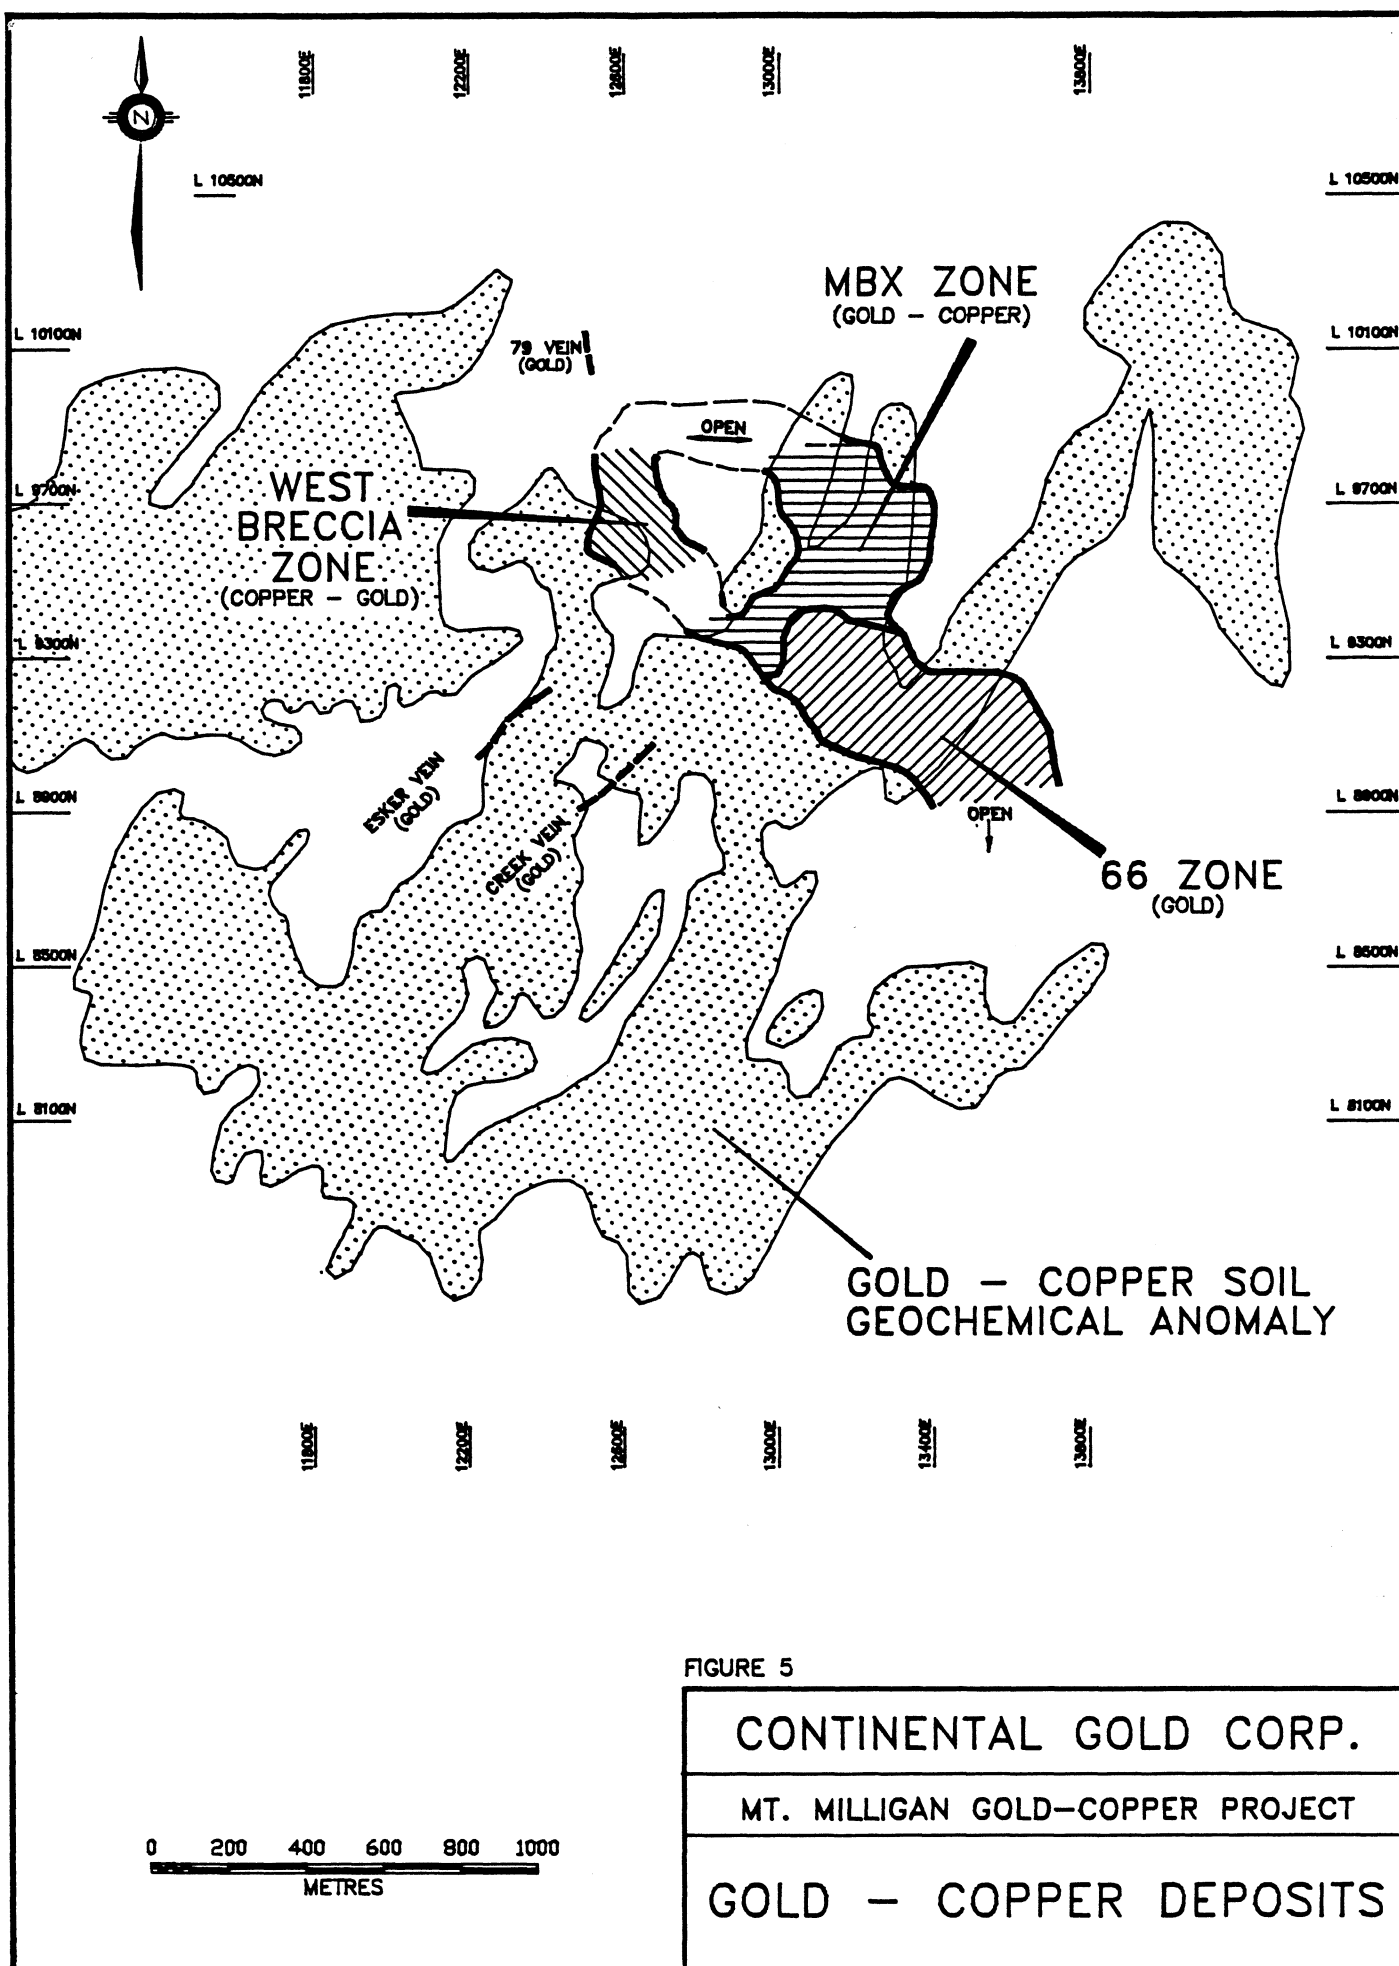 11800E
12200E
12600E
13000E
13800E
N
L 10500N
L 10500N
MBX ZONE
(GOLD – COPPER)
L 10100N
L 10100N
79 VEIN
(GOLD)
OPEN
WEST
BRECCIA
ZONE
(COPPER – GOLD)
L 9700N
L 9700N
L 9300N
L 9300N
ESKER VEIN
(GOLD)
CREEK VEIN
(GOLD)
L 8900N
L 8900N
OPEN
66 ZONE
(GOLD)
L 8500N
L 8500N
L 8100N
L 8100N
GOLD – COPPER SOIL
GEOCHEMICAL ANOMALY
11800E
12200E
12600E
13000E
13400E
13800E
FIGURE 5
CONTINENTAL GOLD CORP.
MT. MILLIGAN GOLD–COPPER PROJECT
GOLD – COPPER DEPOSITS
0 200 400 600 800 1000
METRES